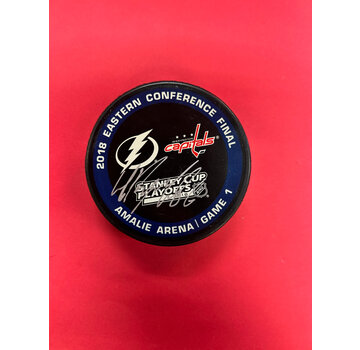 2018 EASTERN CONFERENCE FINAL
capitals
STANLEY CUP
PLAYOFFS
AMALIE ARENA | GAME 1